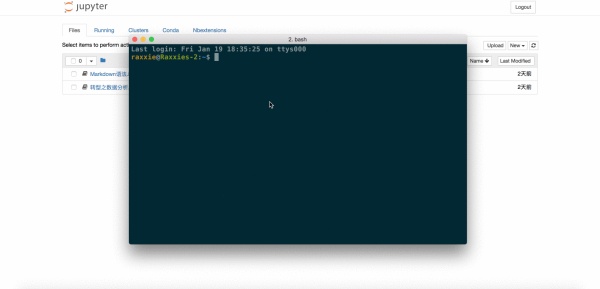 jupyter
Logout
Files Running Clusters Conda Nbextensions
Select items to perform act
Upload New
2. bash
Last login: Fri Jan 19 18:35:25 on ttys000
raxxie@Raxxies-2:~$
0
Name Last Modified
Markdown语法.
2天前
转型之数据分析.
2天前